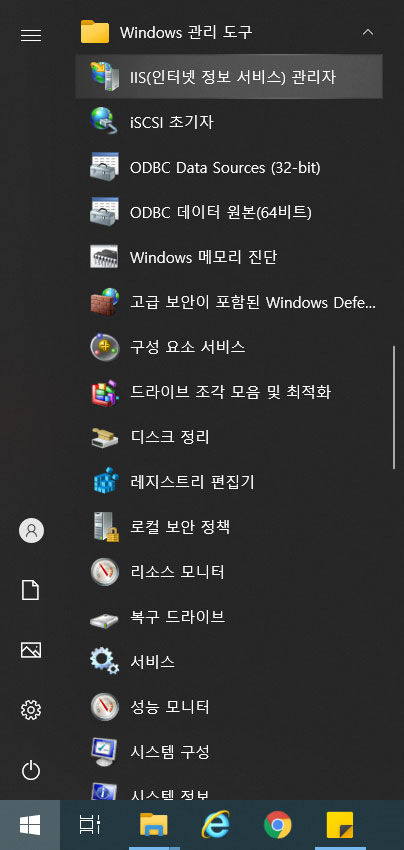 Windows 관리 도구
IIS(인터넷 정보 서비스) 관리자
iSCSI 초기자
ODBC Data Sources (32-bit)
ODBC 데이터 원본(64비트)
Windows 메모리 진단
고급 보안이 포함된 Windows Defe...
구성 요소 서비스
드라이브 조각 모음 및 최적화
디스크 정리
레지스트리 편집기
로컬 보안 정책
리소스 모니터
복구 드라이브
서비스
성능 모니터
시스템 구성
시스템 정보